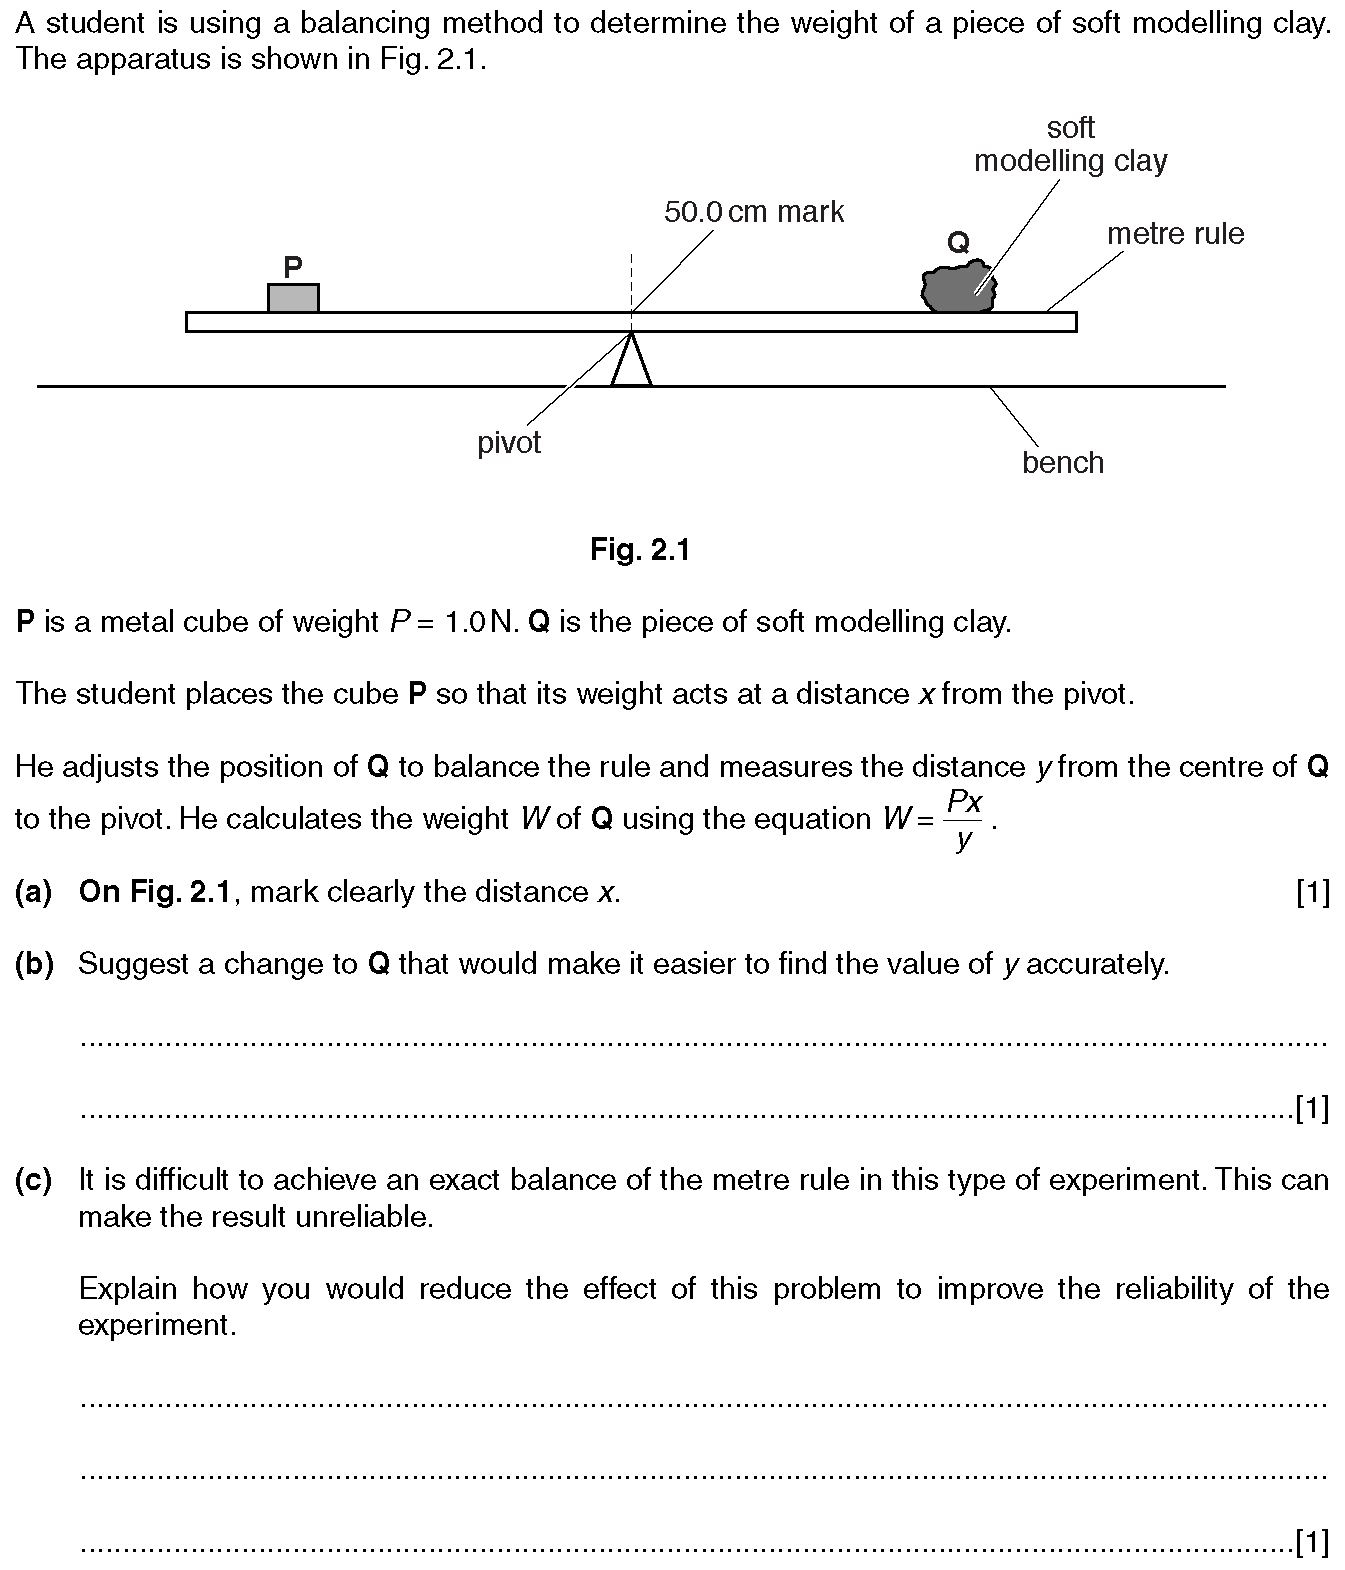 A student is using a balancing method to determine the weight of a piece of soft modelling clay.
The apparatus is shown in Fig. 2.1.
soft
modelling clay
50.0 cm mark
Q
metre rule
P
pivot
bench
Fig. 2.1
P is a metal cube of weight P = 1.0 N. Q is the piece of soft modelling clay.
The student places the cube P so that its weight acts at a distance x from the pivot.
He adjusts the position of Q to balance the rule and measures the distance y from the centre of Q
to the pivot. He calculates the weight W of Q using the equation W = Px/y .
(a) On Fig. 2.1, mark clearly the distance x. [1]
(b) Suggest a change to Q that would make it easier to find the value of y accurately.
..........................................................................................................................
.....................................................................................................................[1]
(c) It is difficult to achieve an exact balance of the metre rule in this type of experiment. This can
make the result unreliable.
Explain how you would reduce the effect of this problem to improve the reliability of the
experiment.
..........................................................................................................................
..........................................................................................................................
.....................................................................................................................[1]